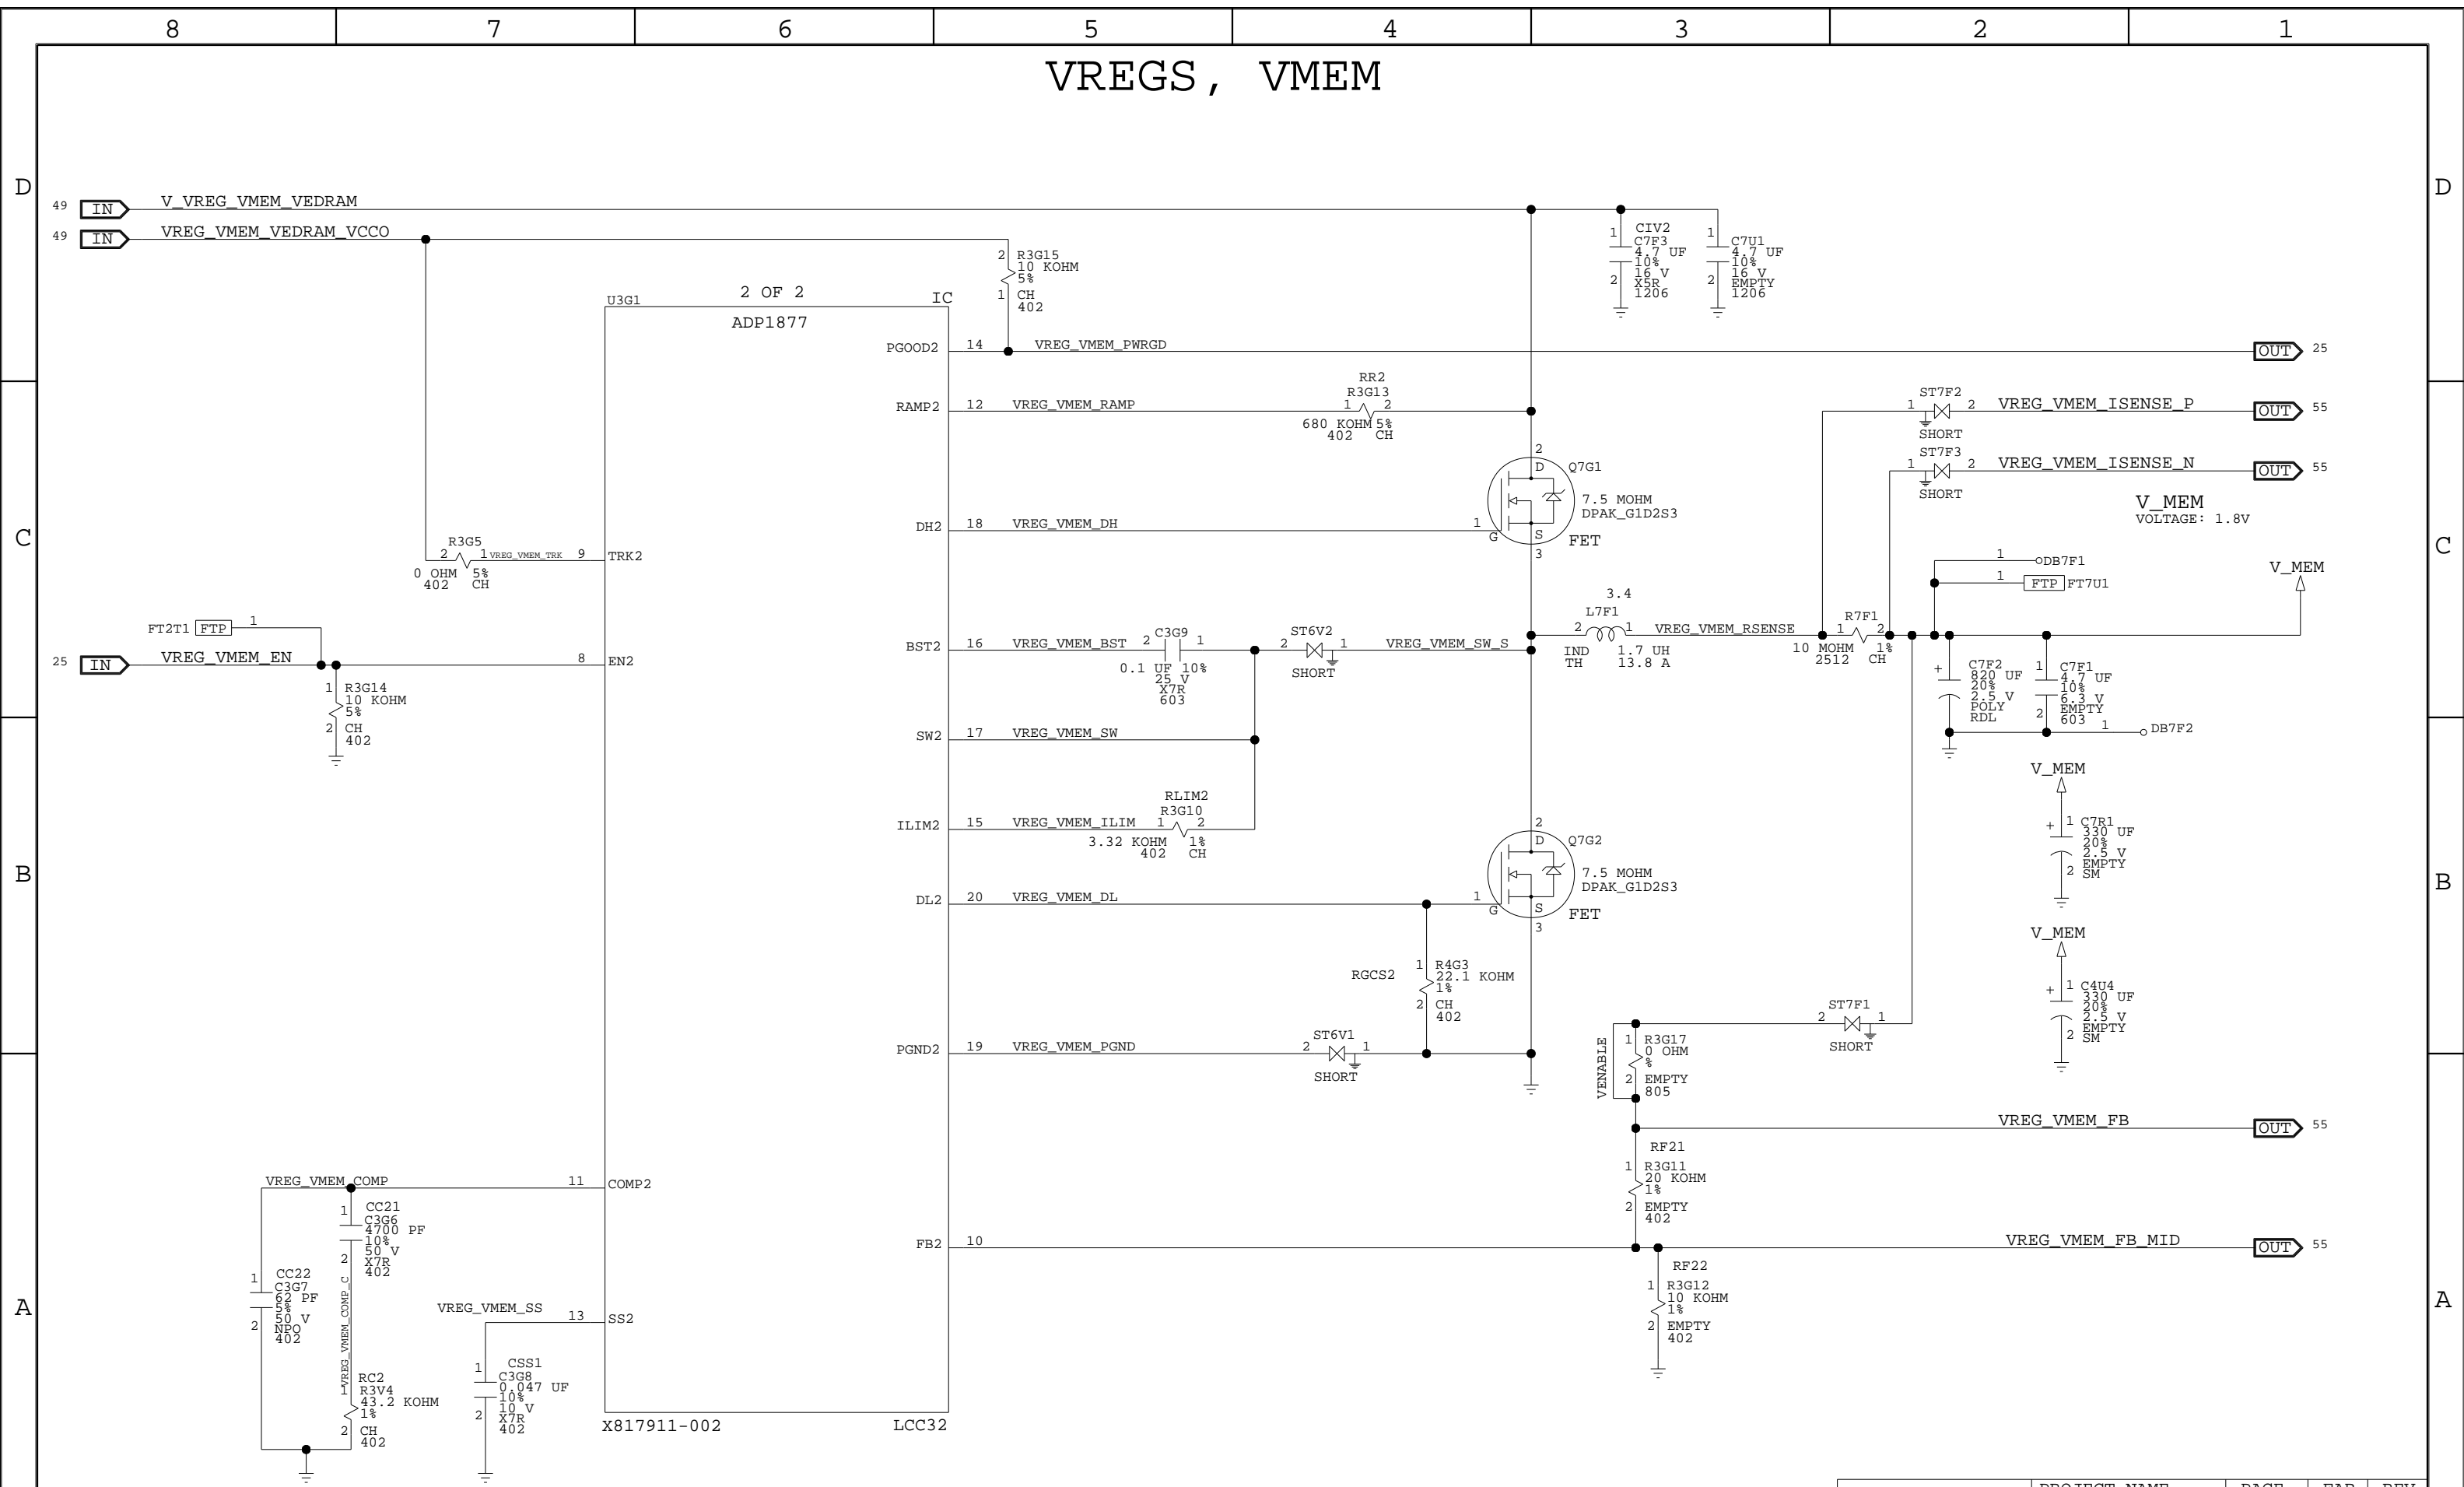 8 7 6 5 4 3 2 1
VREGS, VMEM
D
D
49 IN V_VREG_VMEM_VEDRAM
49 IN VREG_VMEM_VEDRAM_VCCO
2 R3G15
10 KOHM
5%
1 CH
402
CIV2
1 C7F3
4.7 UF
10%
16 V
2 X5R
1206
1 C7U1
4.7 UF
10%
16 V
2 EMPTY
1206
U3G1
2 OF 2
IC
ADP1877
PGOOD2 14 VREG_VMEM_PWRGD
OUT 25
RAMP2 12 VREG_VMEM_RAMP
RR2
R3G13
1 2
680 KOHM 5%
402 CH
ST7F2
1 2 VREG_VMEM_ISENSE_P OUT 55
SHORT
ST7F3
1 2 VREG_VMEM_ISENSE_N OUT 55
SHORT
V_MEM
VOLTAGE: 1.8V
C
C
DH2 18 VREG_VMEM_DH
2
D
Q7G1
7.5 MOHM
DPAK_G1D2S3
1
G
S
FET
3
R3G5
2 1 VREG_VMEM_TRK 9 TRK2
0 OHM 5%
402 CH
1 DB7F1
1 FTP FT7U1
V_MEM
FT2T1 FTP 1
25 IN VREG_VMEM_EN 8 EN2
1 R3G14
10 KOHM
5%
2 CH
402
BST2 16 VREG_VMEM_BST
2 C3G9 1
0.1 UF 10%
25 V
X7R
603
ST6V2
2 1 VREG_VMEM_SW_S
SHORT
3.4
L7F1
2 1 VREG_VMEM_RSENSE
IND 1.7 UH
TH 13.8 A
R7F1
1 2
10 MOHM 1%
2512 CH
+ C7F2
820 UF
20%
2.5 V
POLY
RDL
1 C7F1
4.7 UF
10%
6.3 V
2 EMPTY
603
1 DB7F2
SW2 17 VREG_VMEM_SW
V_MEM
+ 1 C7R1
330 UF
20%
2.5 V
EMPTY
2 SM
RLIM2
R3G10
ILIM2 15 VREG_VMEM_ILIM 1 2
3.32 KOHM 1%
402 CH
B
B
DL2 20 VREG_VMEM_DL
2
D
Q7G2
7.5 MOHM
DPAK_G1D2S3
1
G
S
FET
3
V_MEM
+ 1 C4U4
330 UF
20%
2.5 V
EMPTY
2 SM
RGCS2
1 R4G3
22.1 KOHM
1%
2 CH
402
PGND2 19 VREG_VMEM_PGND
ST6V1
2 1
SHORT
ST7F1
2 1
SHORT
VENABLE
1 R3G17
0 OHM
%
2 EMPTY
805
VREG_VMEM_FB OUT 55
RF21
1 R3G11
20 KOHM
1%
2 EMPTY
402
VREG_VMEM_COMP 11 COMP2
CC21
1 C3G6
4700 PF
10%
50 V
2 X7R
402
CC22
1 C3G7
62 PF
5%
50 V
2 NPO
402
VREG_VMEM_COMP_C
FB2 10
VREG_VMEM_FB_MID OUT 55
RF22
1 R3G12
10 KOHM
1%
2 EMPTY
402
A
A
VREG_VMEM_SS 13 SS2
CSS1
1 C3G8
0.047 UF
10%
10 V
2 X7R
402
RC2
1 R3V4
43.2 KOHM
1%
2 CH
402
X817911-002
LCC32
PROJECT NAME PAGE FAB REV